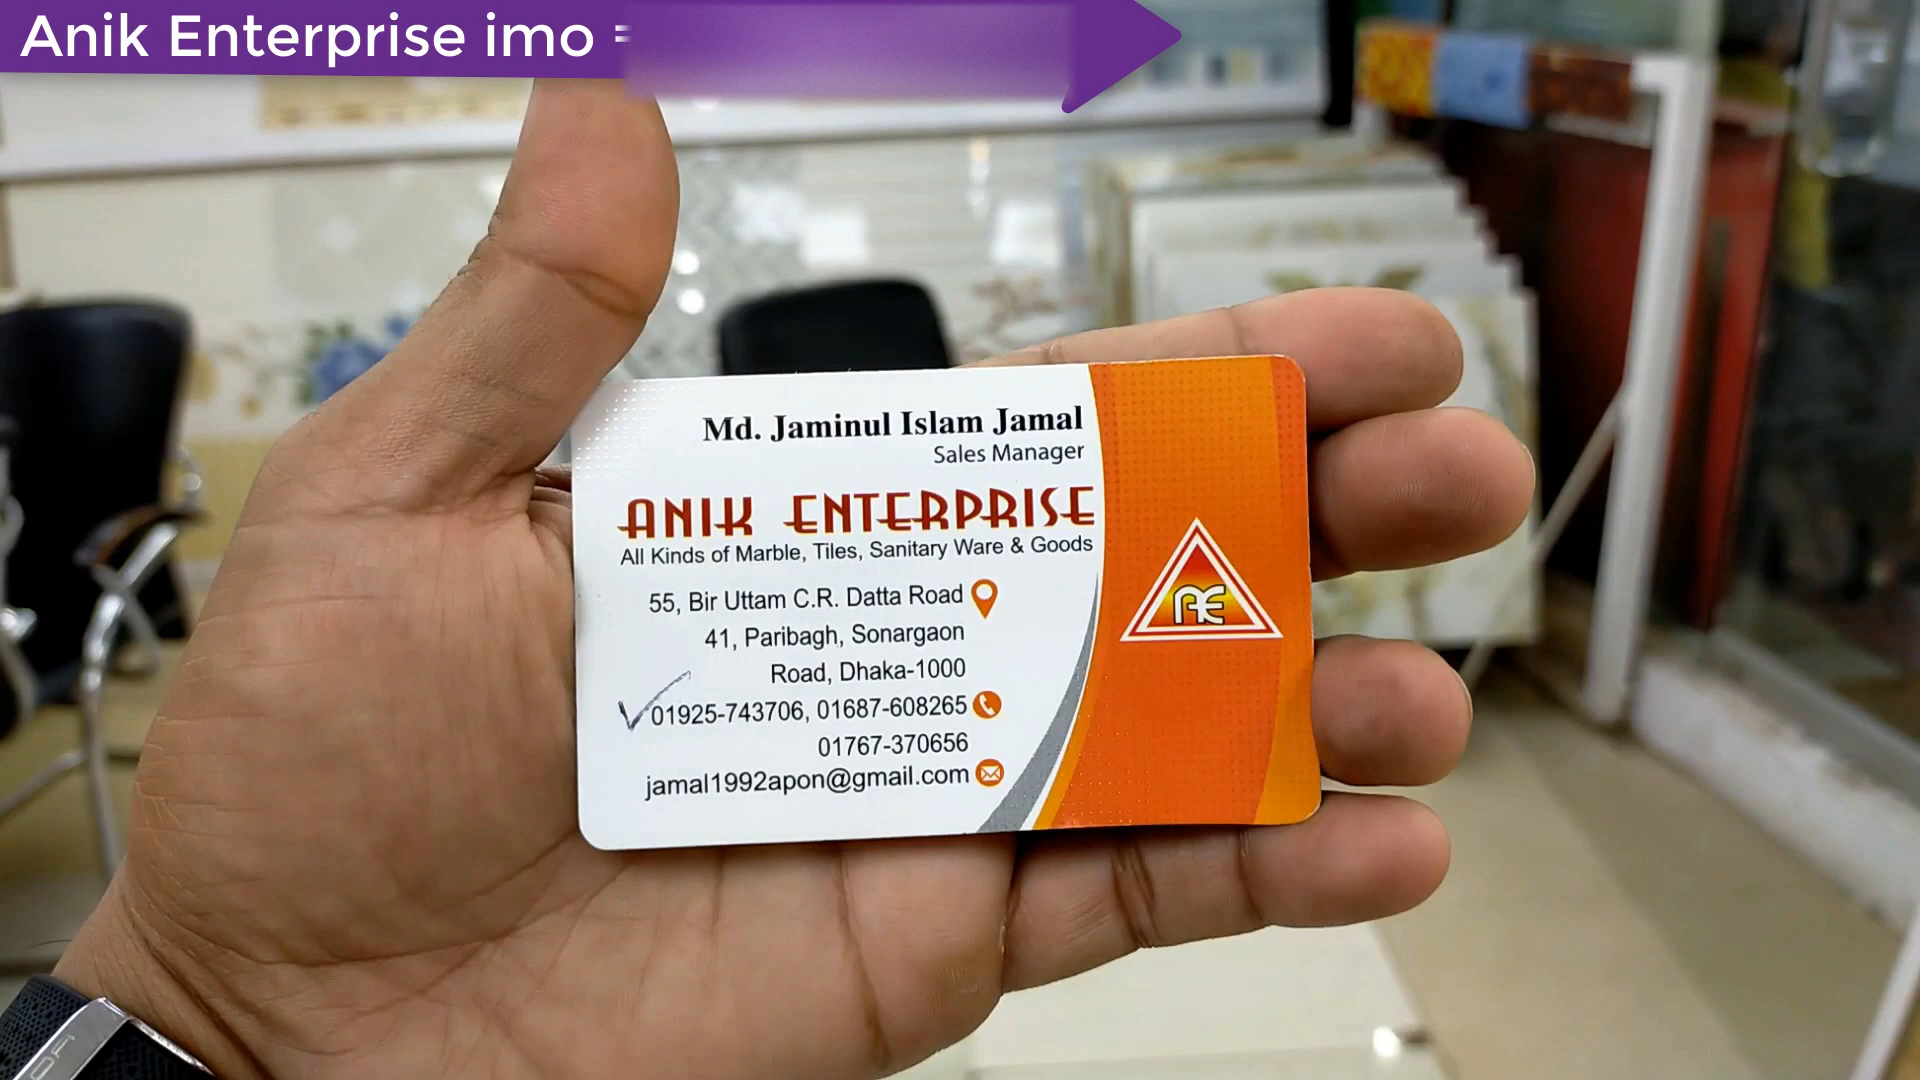 Anik Enterprise imo =
Md. Jaminul Islam Jamal
Sales Manager
ANIK ENTERPRISE
All Kinds of Marble, Tiles, Sanitary Ware & Goods
55, Bir Uttam C.R. Datta Road
41, Paribagh, Sonargaon
Road, Dhaka-1000
01925-743706, 01687-608265
01767-370656
jamal1992apon@gmail.com
AE